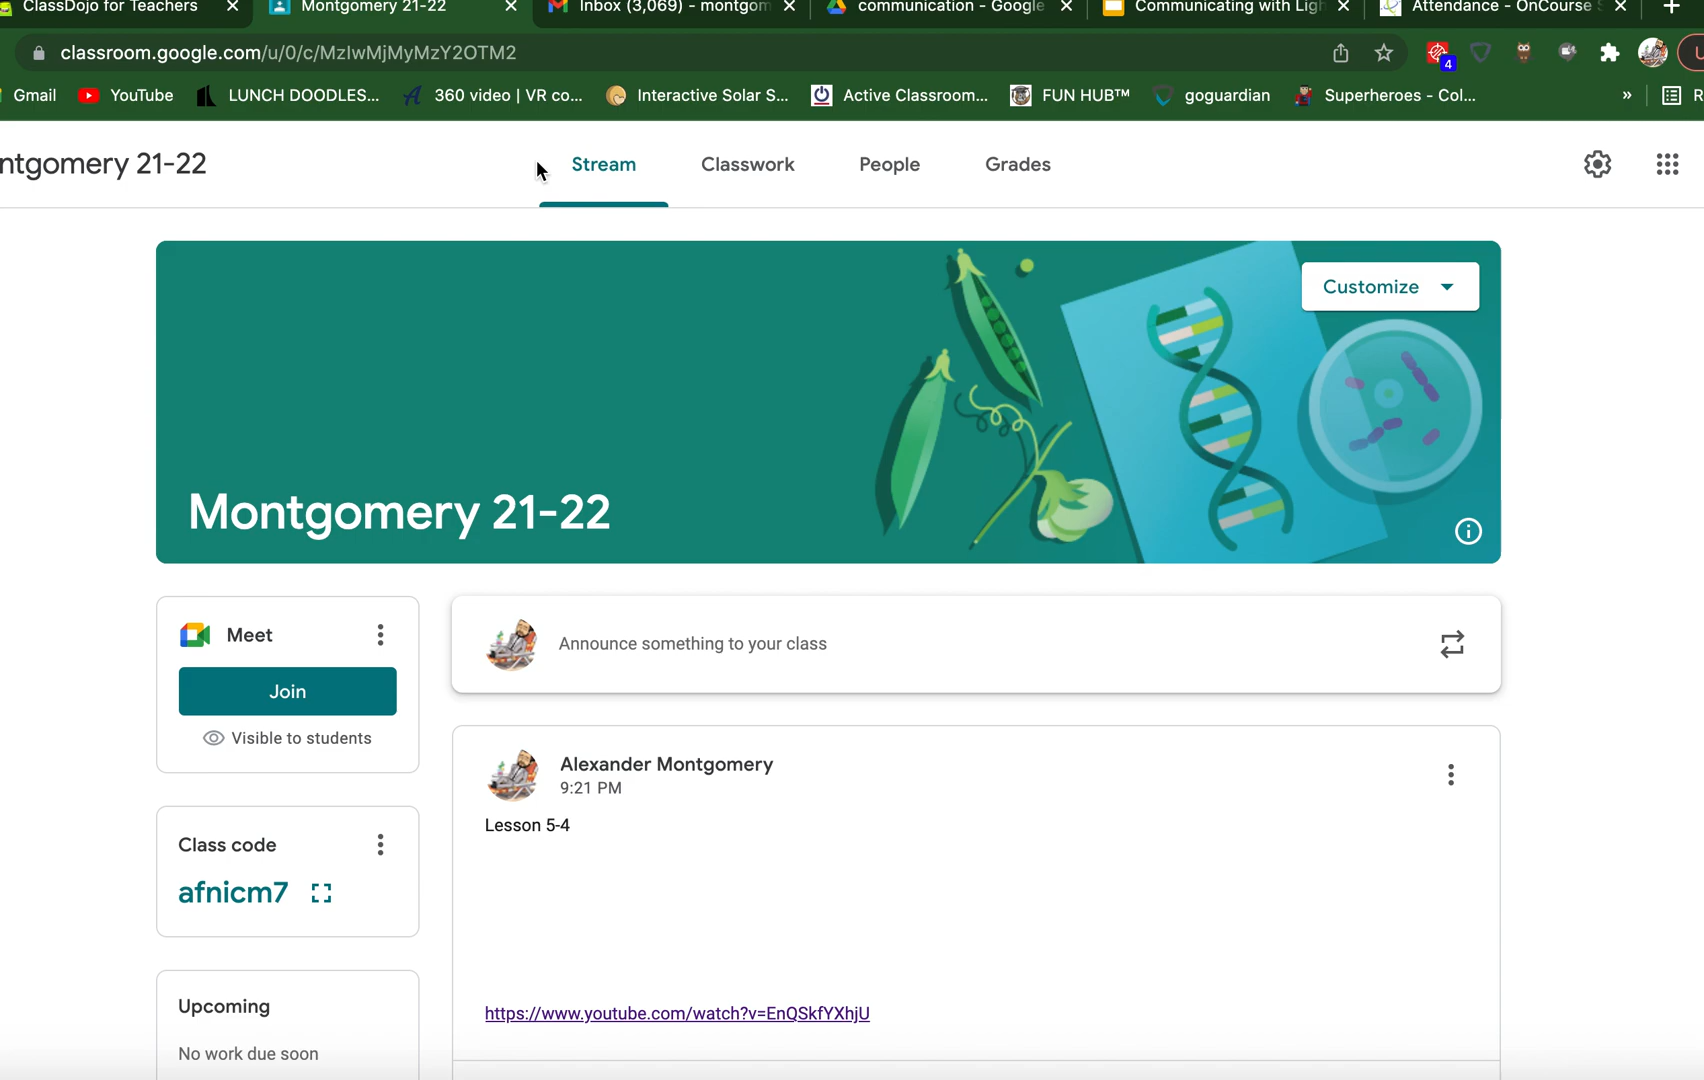 ClassDojo for Teachers
Montgomery 21-22
Inbox (3,069) - montgom
communication - Google
Communicating with Ligh
Attendance - OnCourse S
classroom.google.com/u/0/c/MzIwMjMyMzY2OTM2
4
Gmail
YouTube
LUNCH DOODLES...
360 video | VR co...
Interactive Solar S...
Active Classroom...
FUN HUB™
goguardian
Superheroes - Col...
»
R
ntgomery 21-22
Stream
Classwork
People
Grades
Customize
Montgomery 21-22
Meet
Join
Visible to students
Announce something to your class
Alexander Montgomery
9:21 PM
Lesson 5-4
Class code
afnicm7
https://www.youtube.com/watch?v=EnQSkfYXhjU
Upcoming
No work due soon